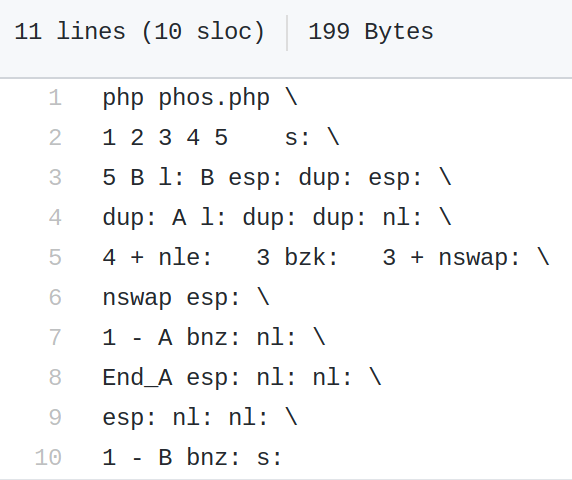 11 lines (10 sloc) 199 Bytes
1 php phos.php \
2 1 2 3 4 5    s: \
3 5 B l: B esp: dup: esp: \
4 dup: A l: dup: dup: nl: \
5 4 + nle:   3 bzk:   3 + nswap: \
6 nswap esp: \
7 1 - A bnz: nl: \
8 End_A esp: nl: nl: \
9 esp: nl: nl: \
10 1 - B bnz: s: